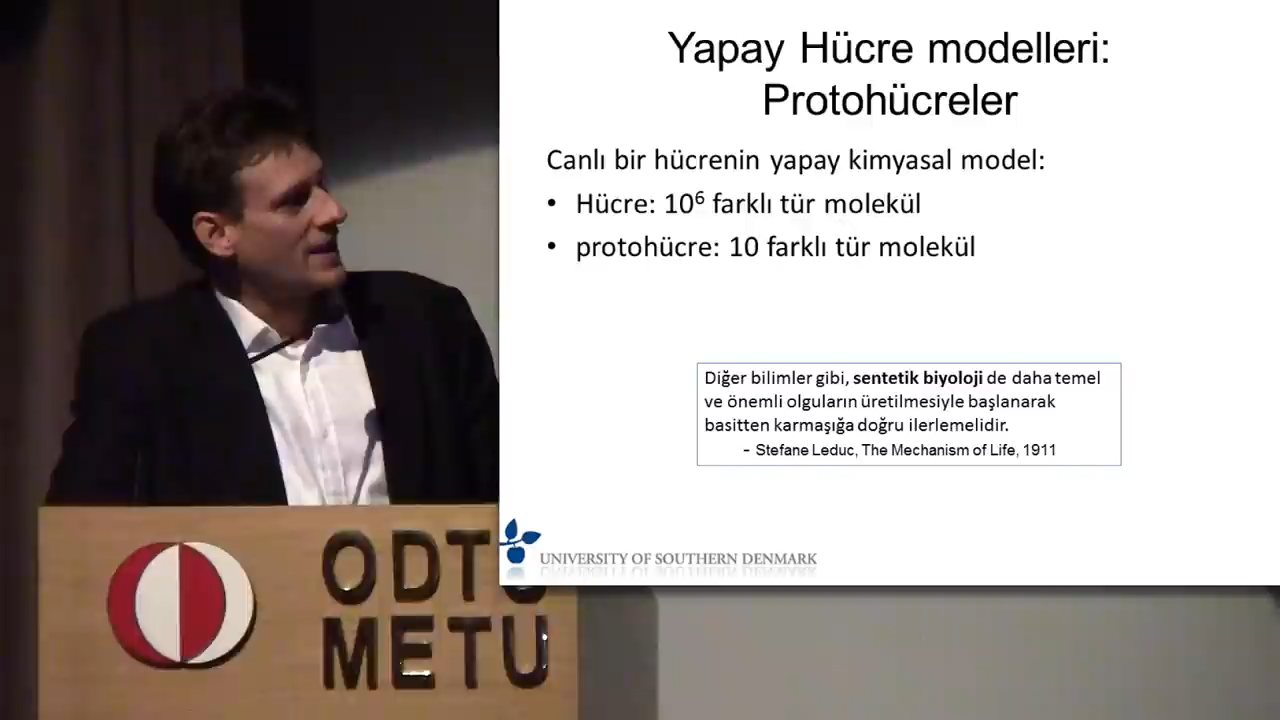 Yapay Hücre modelleri:
Protohücreler
Canlı bir hücrenin yapay kimyasal model:
• Hücre: 10⁶ farklı tür molekül
• protohücre: 10 farklı tür molekül
Diğer bilimler gibi, sentetik biyoloji de daha temel
ve önemli olguların üretilmesiyle başlanarak
basitten karmaşığa doğru ilerlemelidir.
- Stefane Leduc, The Mechanism of Life, 1911
UNIVERSITY OF SOUTHERN DENMARK
ODTÜ
METU